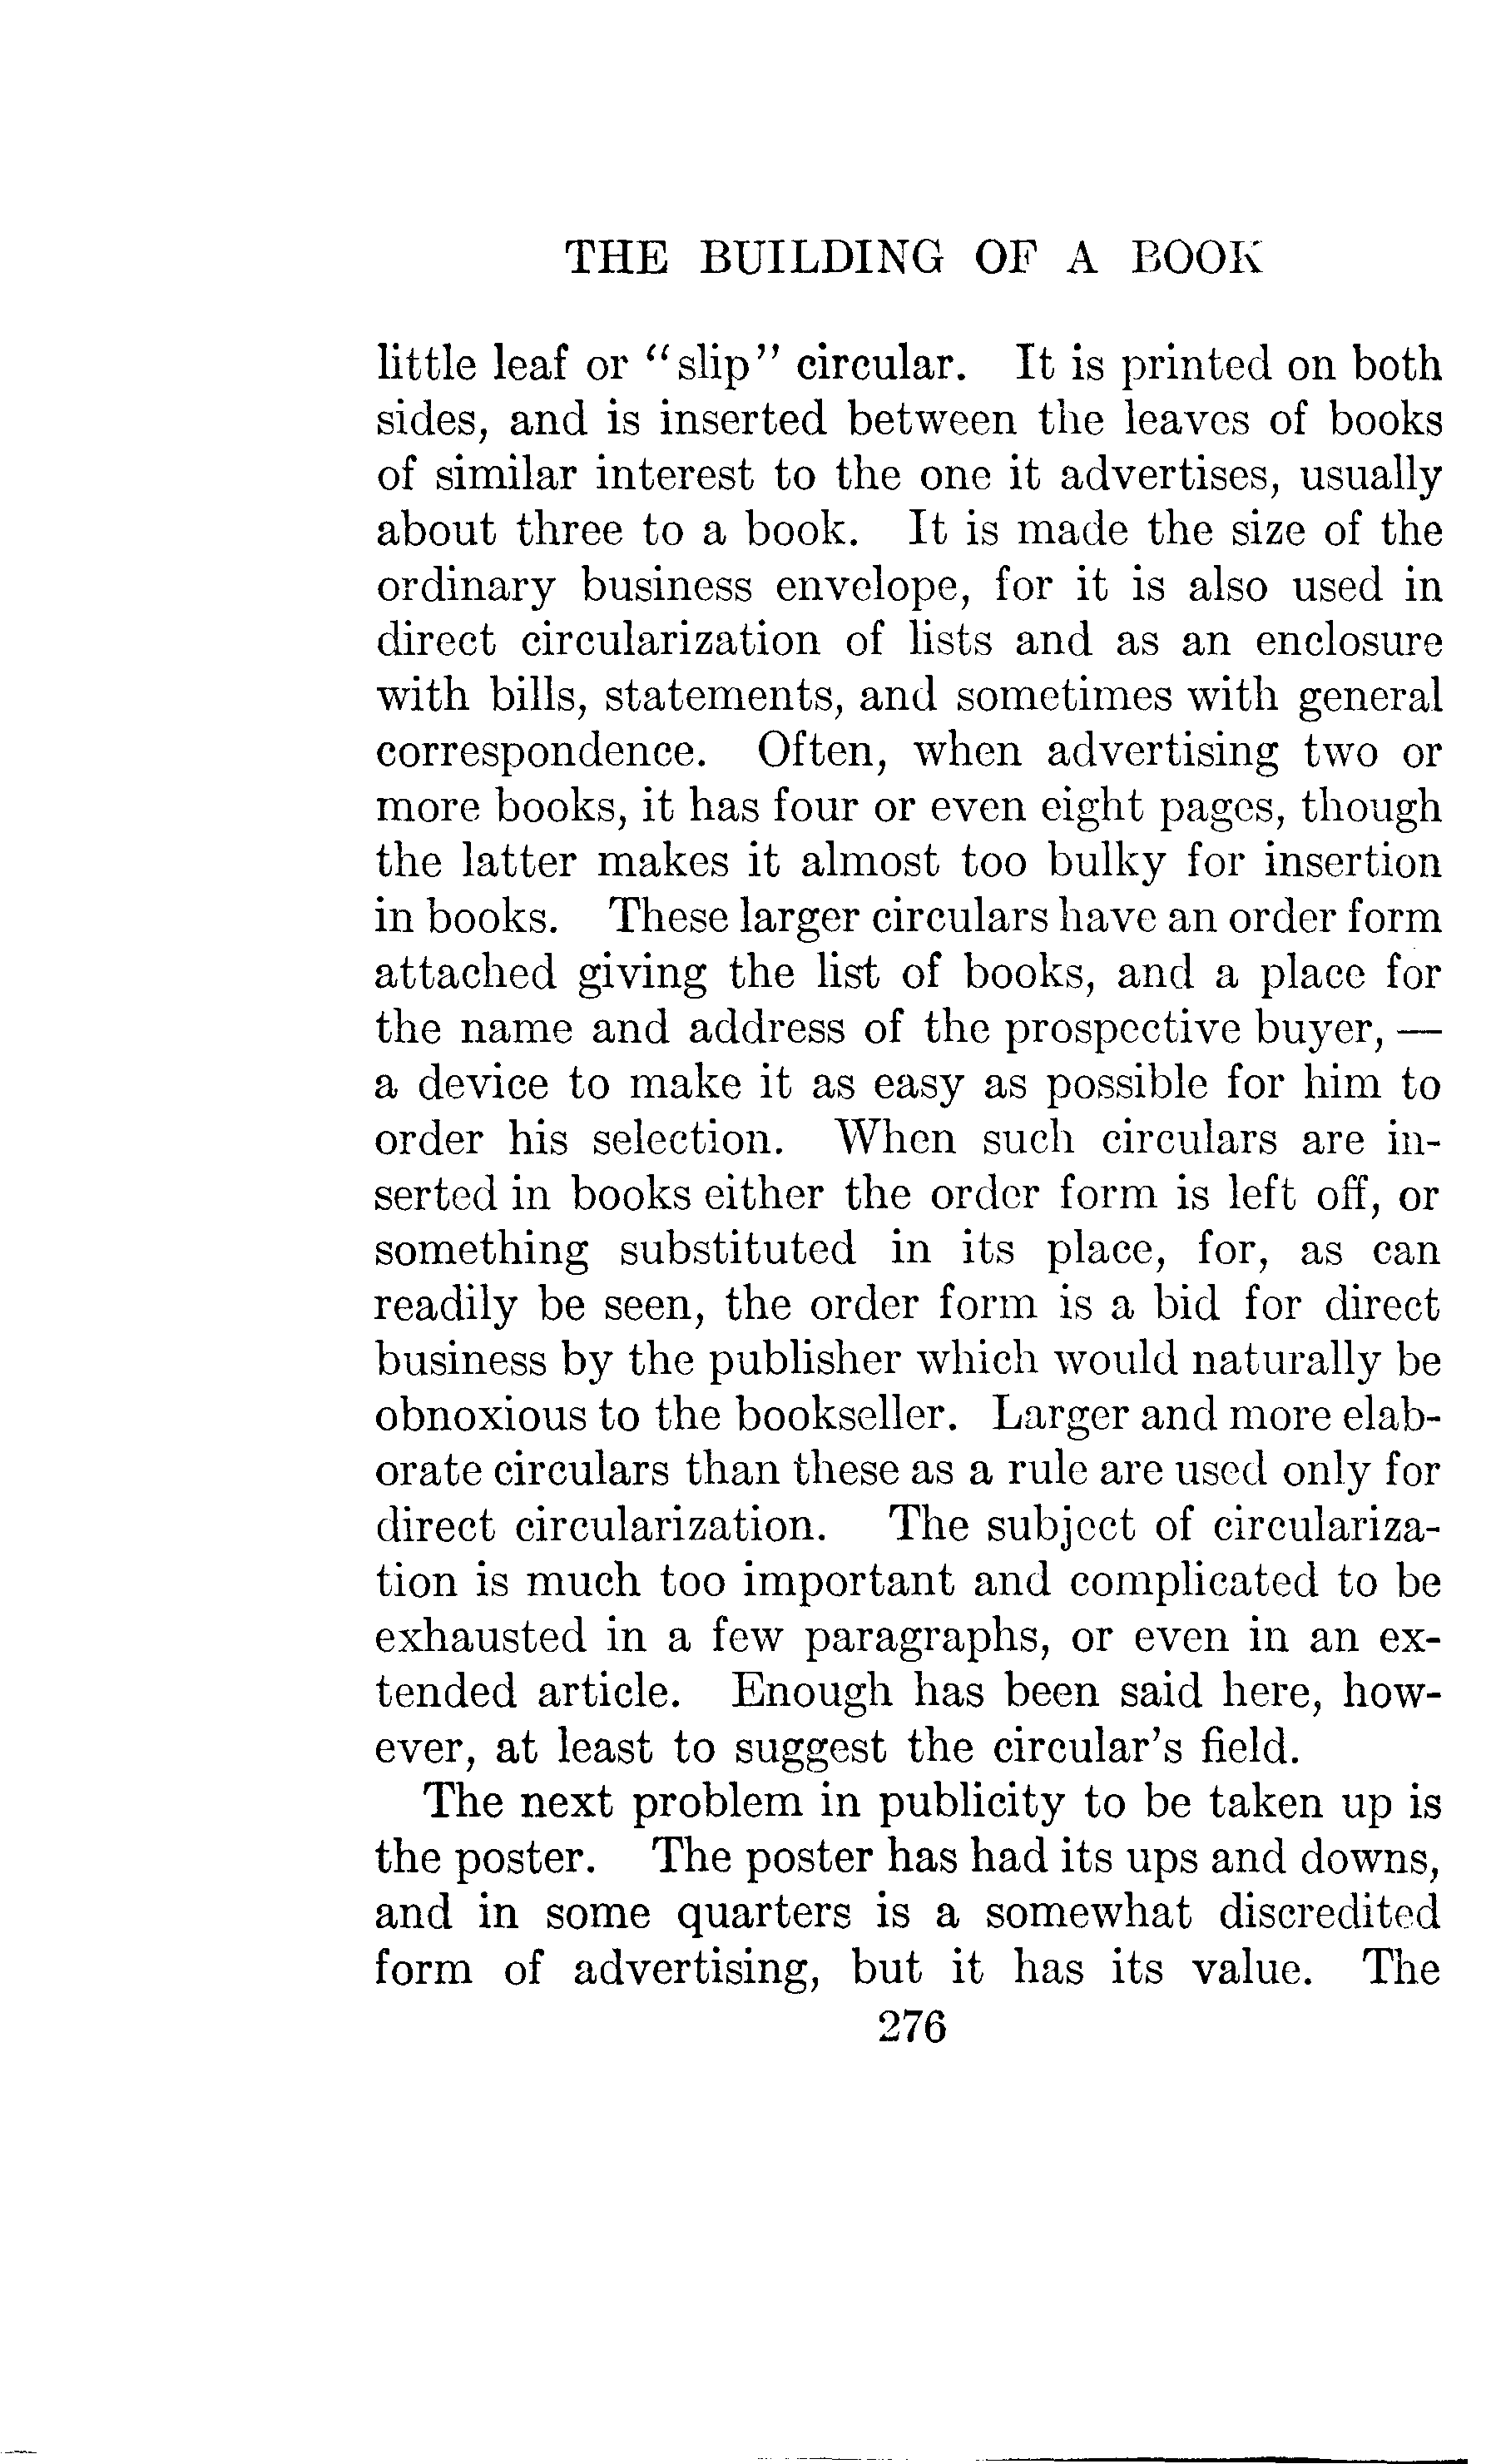 THE BUILDING OF A BOOK
little leaf or "slip" circular. It is printed on both
sides, and is inserted between the leaves of books
of similar interest to the one it advertises, usually
about three to a book. It is made the size of the
ordinary business envelope, for it is also used in
direct circularization of lists and as an enclosure
with bills, statements, and sometimes with general
correspondence. Often, when advertising two or
more books, it has four or even eight pages, though
the latter makes it almost too bulky for insertion
in books. These larger circulars have an order form
attached giving the list of books, and a place for
the name and address of the prospective buyer, —
a device to make it as easy as possible for him to
order his selection. When such circulars are in-
serted in books either the order form is left off, or
something substituted in its place, for, as can
readily be seen, the order form is a bid for direct
business by the publisher which would naturally be
obnoxious to the bookseller. Larger and more elab-
orate circulars than these as a rule are used only for
direct circularization. The subject of circulariza-
tion is much too important and complicated to be
exhausted in a few paragraphs, or even in an ex-
tended article. Enough has been said here, how-
ever, at least to suggest the circular's field.
The next problem in publicity to be taken up is
the poster. The poster has had its ups and downs,
and in some quarters is a somewhat discredited
form of advertising, but it has its value. The
276